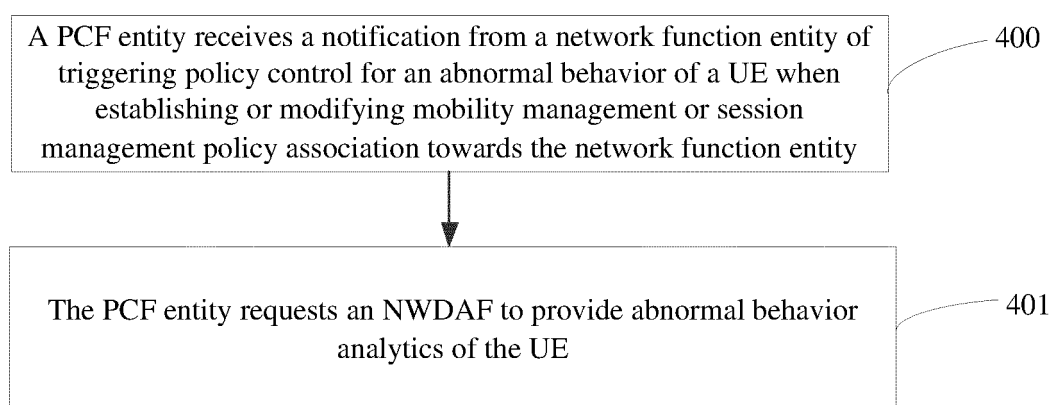 A PCF entity receives a notification from a network function entity of
triggering policy control for an abnormal behavior of a UE when
establishing or modifying mobility management or session
management policy association towards the network function entity
400
The PCF entity requests an NWDAF to provide abnormal behavior
analytics of the UE
401